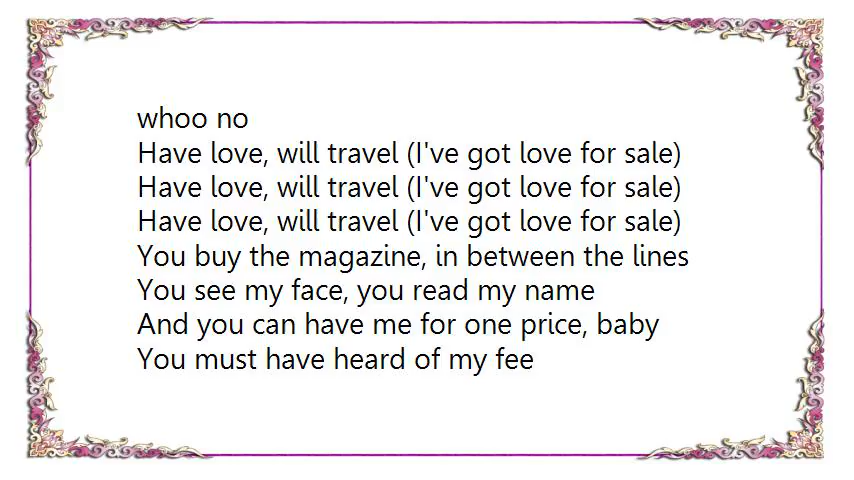 whoo no
Have love, will travel (I've got love for sale)
Have love, will travel (I've got love for sale)
Have love, will travel (I've got love for sale)
You buy the magazine, in between the lines
You see my face, you read my name
And you can have me for one price, baby
You must have heard of my fee